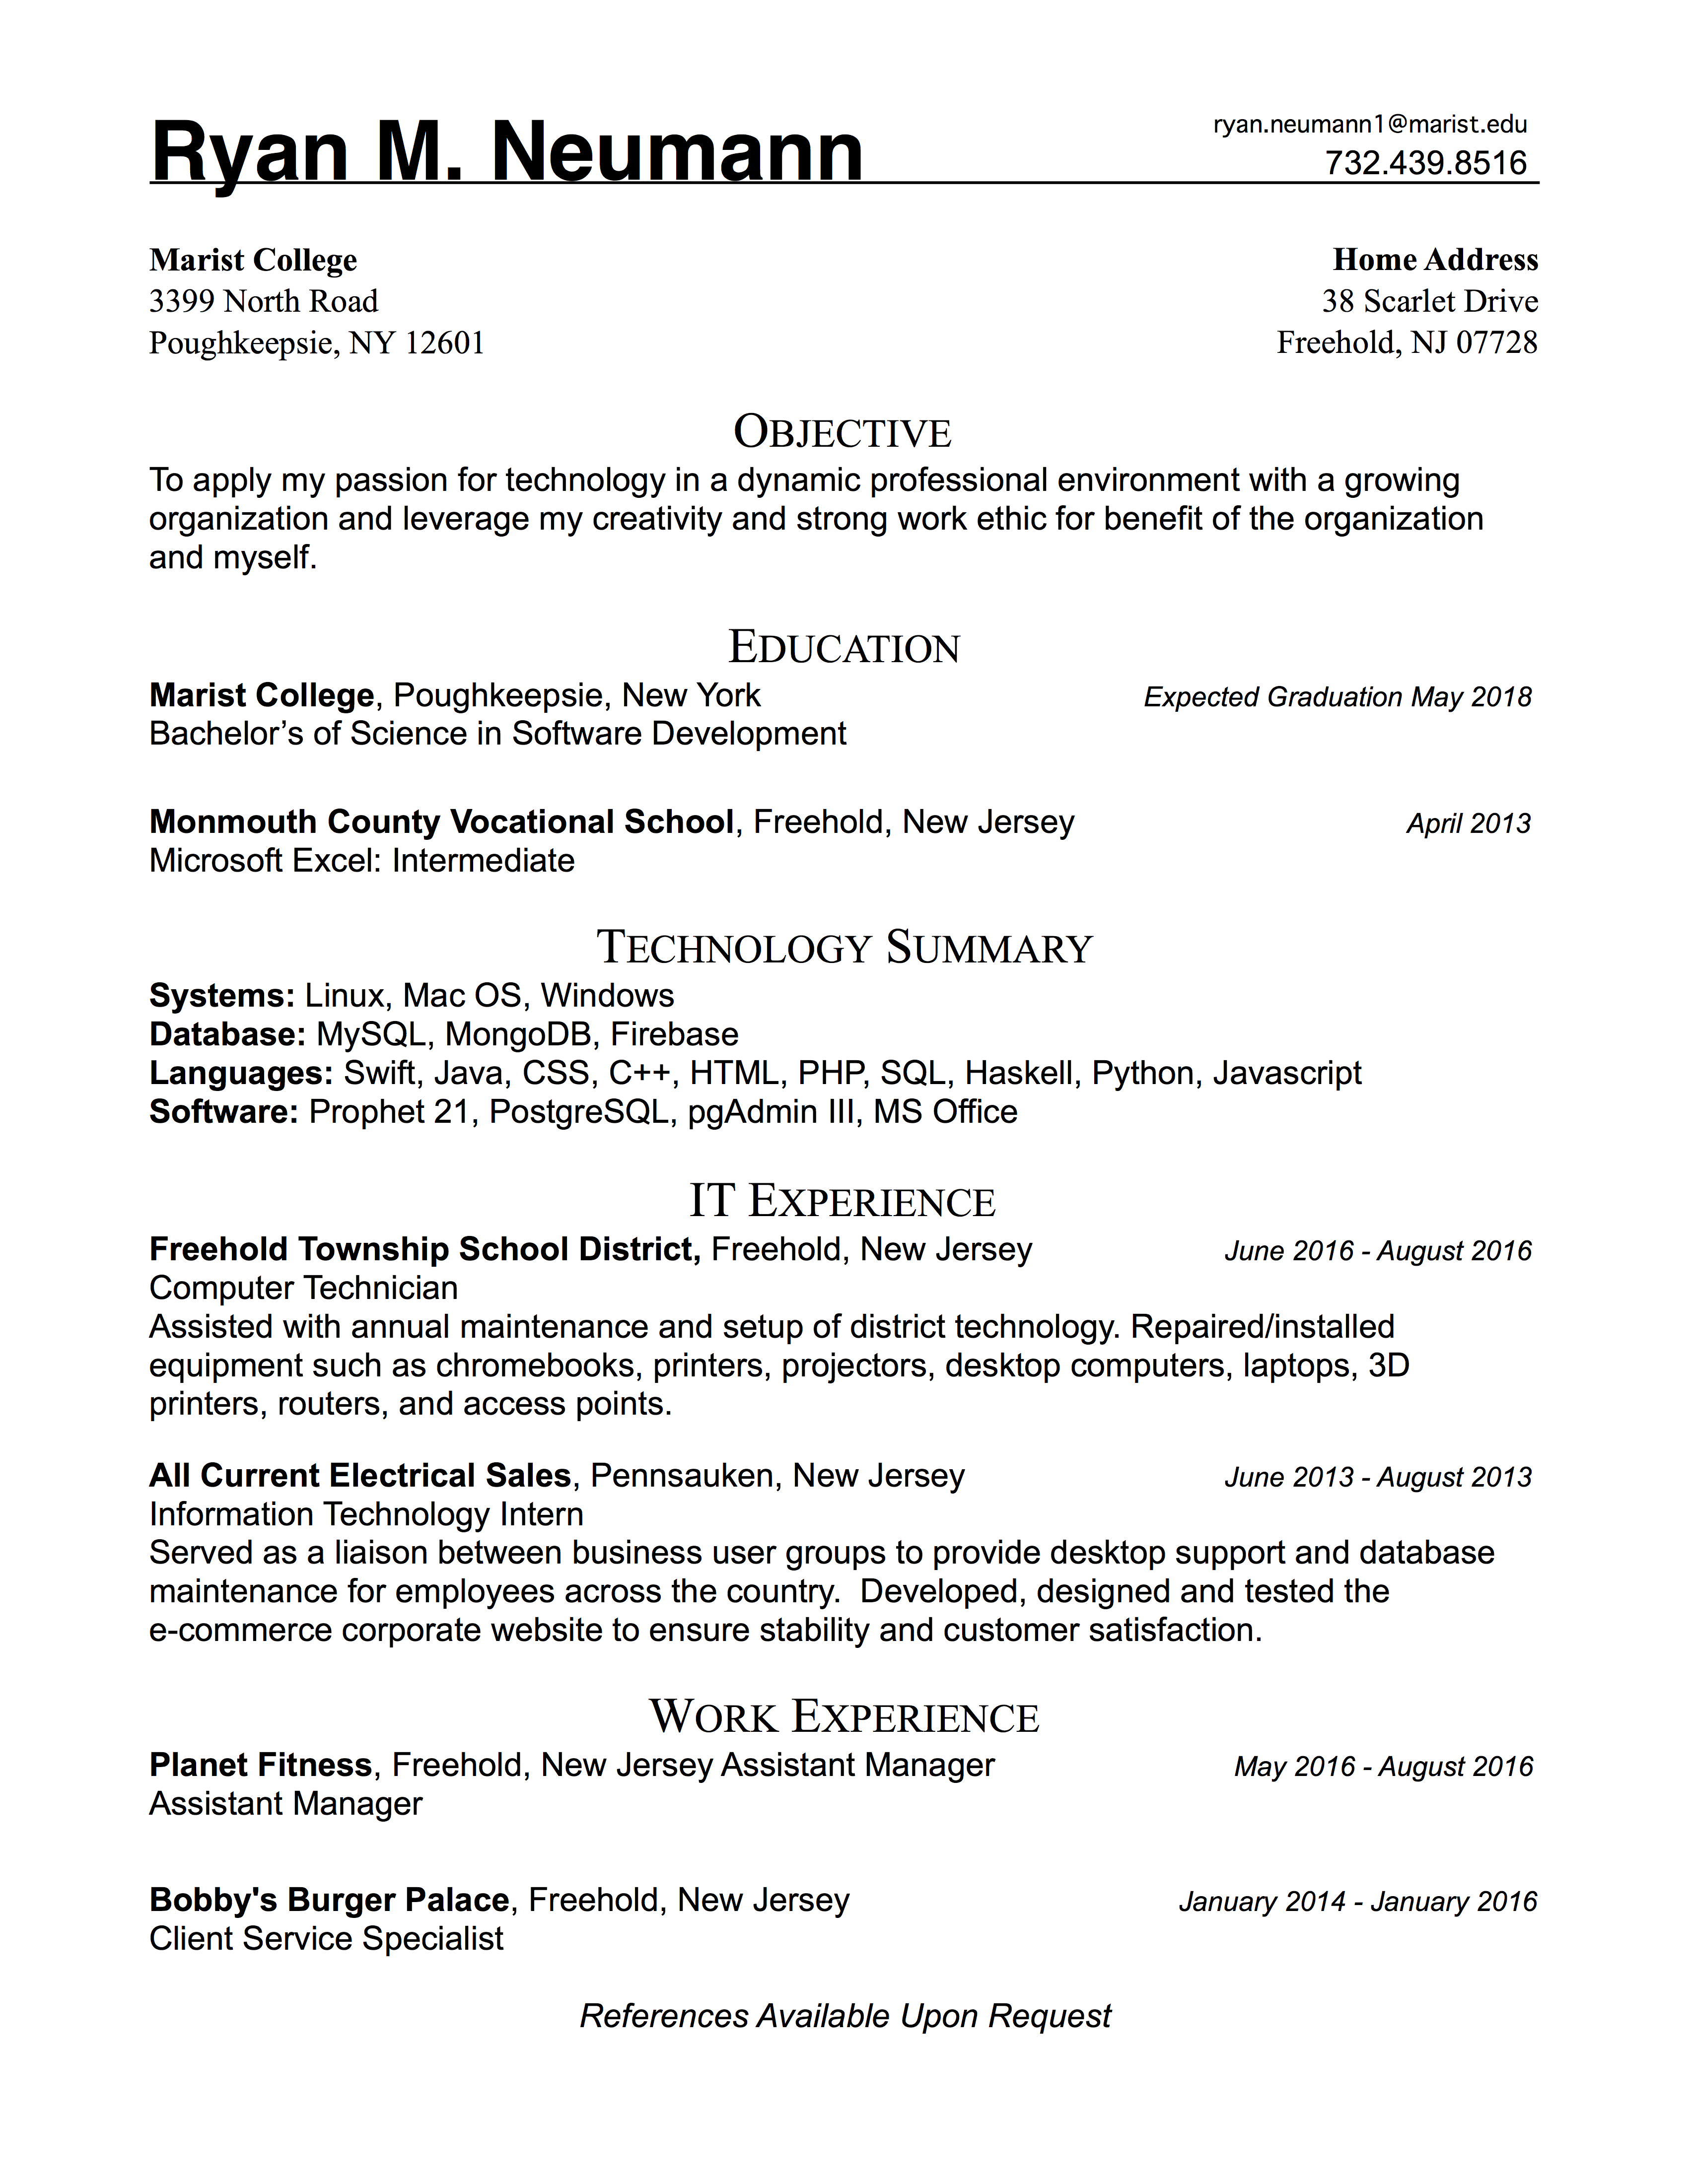 Ryan M. Neumann
ryan.neumann1@marist.edu
732.439.8516
Marist College
3399 North Road
Poughkeepsie, NY 12601
Home Address
38 Scarlet Drive
Freehold, NJ 07728
OBJECTIVE
To apply my passion for technology in a dynamic professional environment with a growing
organization and leverage my creativity and strong work ethic for benefit of the organization
and myself.
EDUCATION
Marist College, Poughkeepsie, New York Expected Graduation May 2018
Bachelor’s of Science in Software Development
Monmouth County Vocational School, Freehold, New Jersey April 2013
Microsoft Excel: Intermediate
TECHNOLOGY SUMMARY
Systems: Linux, Mac OS, Windows
Database: MySQL, MongoDB, Firebase
Languages: Swift, Java, CSS, C++, HTML, PHP, SQL, Haskell, Python, Javascript
Software: Prophet 21, PostgreSQL, pgAdmin III, MS Office
IT EXPERIENCE
Freehold Township School District, Freehold, New Jersey June 2016 - August 2016
Computer Technician
Assisted with annual maintenance and setup of district technology. Repaired/installed
equipment such as chromebooks, printers, projectors, desktop computers, laptops, 3D
printers, routers, and access points.
All Current Electrical Sales, Pennsauken, New Jersey June 2013 - August 2013
Information Technology Intern
Served as a liaison between business user groups to provide desktop support and database
maintenance for employees across the country.  Developed, designed and tested the
e-commerce corporate website to ensure stability and customer satisfaction.
WORK EXPERIENCE
Planet Fitness, Freehold, New Jersey Assistant Manager May 2016 - August 2016
Assistant Manager
Bobby's Burger Palace, Freehold, New Jersey January 2014 - January 2016
Client Service Specialist
References Available Upon Request